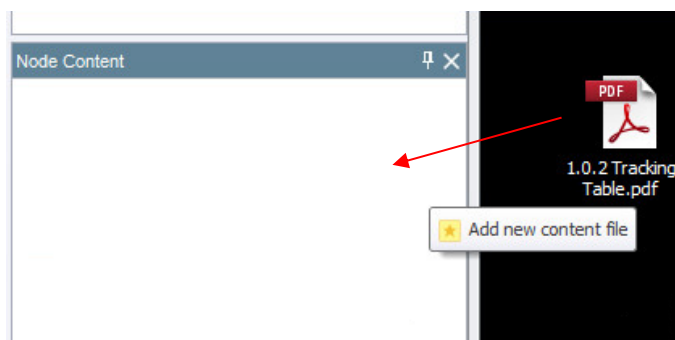 Node Content
PDF
1.0.2 Tracking
Table.pdf
Add new content file